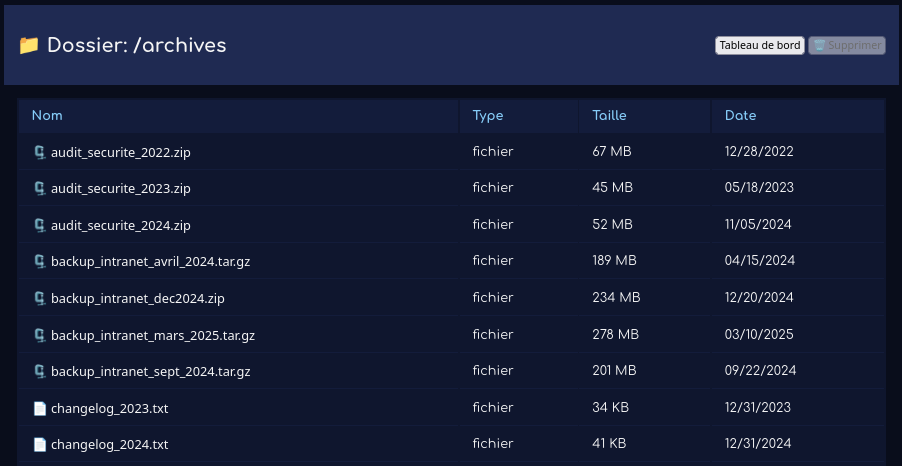 Dossier: /archives
Tableau de bord Supprimer
Nom Type Taille Date
audit_securite_2022.zip fichier 67 MB 12/28/2022
audit_securite_2023.zip fichier 45 MB 05/18/2023
audit_securite_2024.zip fichier 52 MB 11/05/2024
backup_intranet_avril_2024.tar.gz fichier 189 MB 04/15/2024
backup_intranet_dec2024.zip fichier 234 MB 12/20/2024
backup_intranet_mars_2025.tar.gz fichier 278 MB 03/10/2025
backup_intranet_sept_2024.tar.gz fichier 201 MB 09/22/2024
changelog_2023.txt fichier 34 KB 12/31/2023
changelog_2024.txt fichier 41 KB 12/31/2024